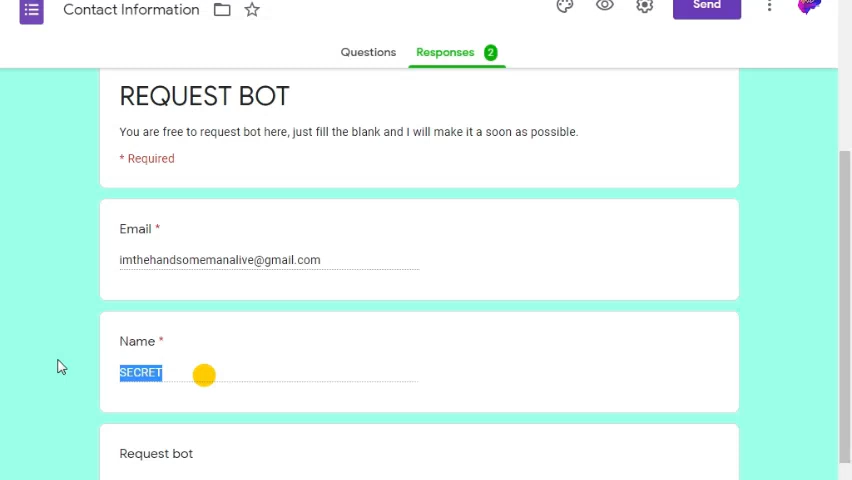 Contact Information
Send
Questions
Responses 2
REQUEST BOT
You are free to request bot here, just fill the blank and I will make it a soon as possible.
* Required
Email *
imthehandsomemanalive@gmail.com
Name *
SECRET
Request bot